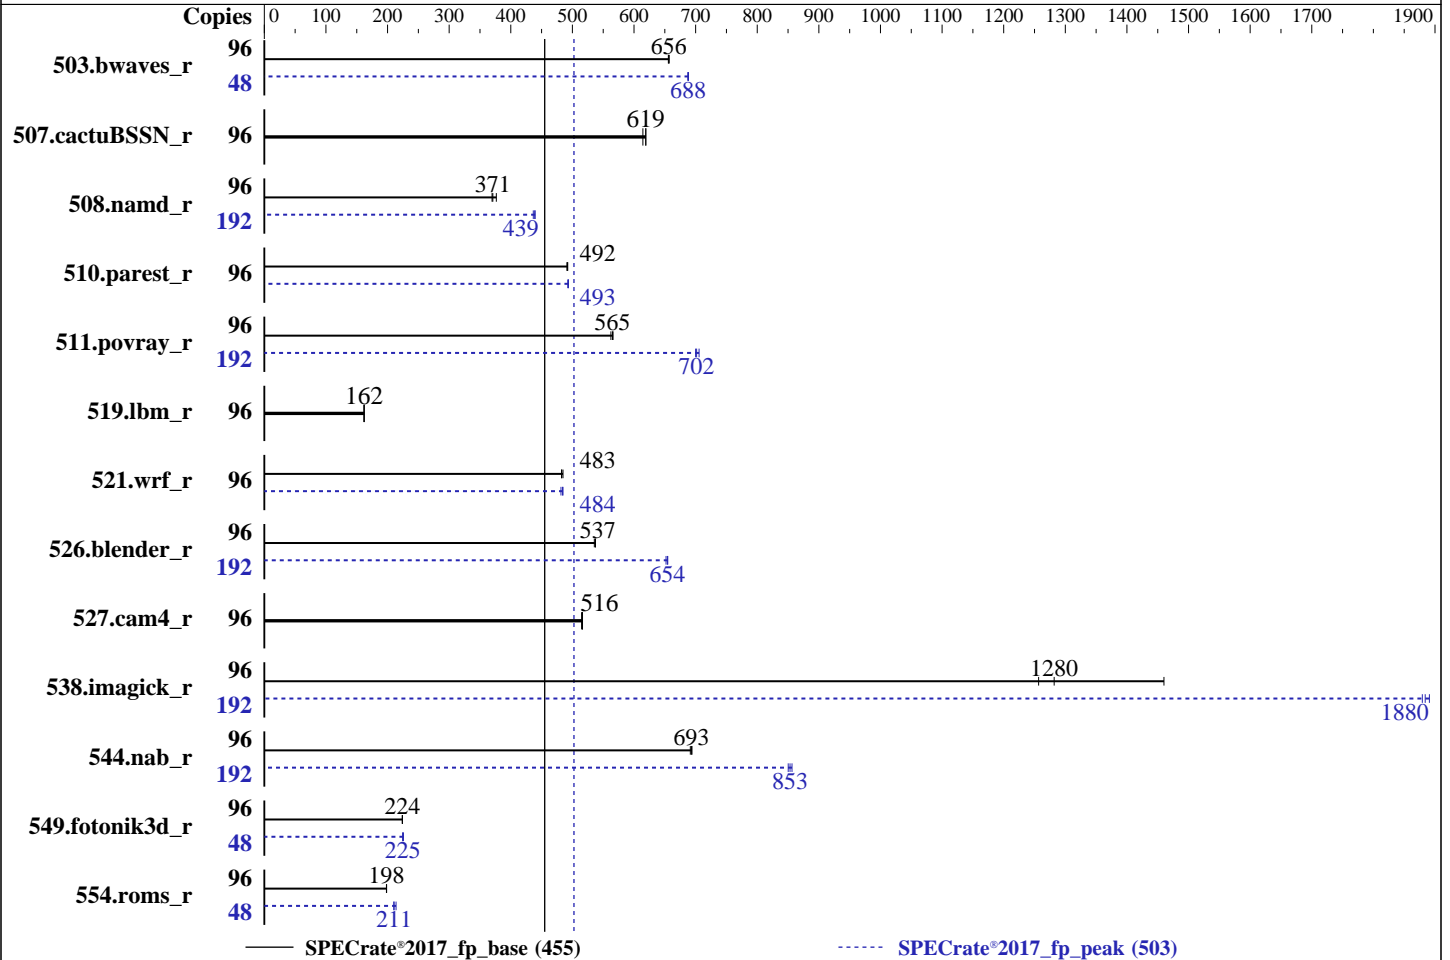 Copies 0 100 200 300 400 500 600 700 800 900 1000 1100 1200 1300 1400 1500 1600 1700 1900
503.bwaves_r 96 656
48 688
507.cactuBSSN_r 96 619
508.namd_r 96 371
192 439
510.parest_r 96 492
493
511.povray_r 96 565
192 702
519.lbm_r 96 162
521.wrf_r 96 483
484
526.blender_r 96 537
192 654
527.cam4_r 96 516
538.imagick_r 96 1280
192 1880
544.nab_r 96 693
192 853
549.fotonik3d_r 96 224
48 225
554.roms_r 96 198
48 211
SPECrate®2017_fp_base (455) SPECrate®2017_fp_peak (503)